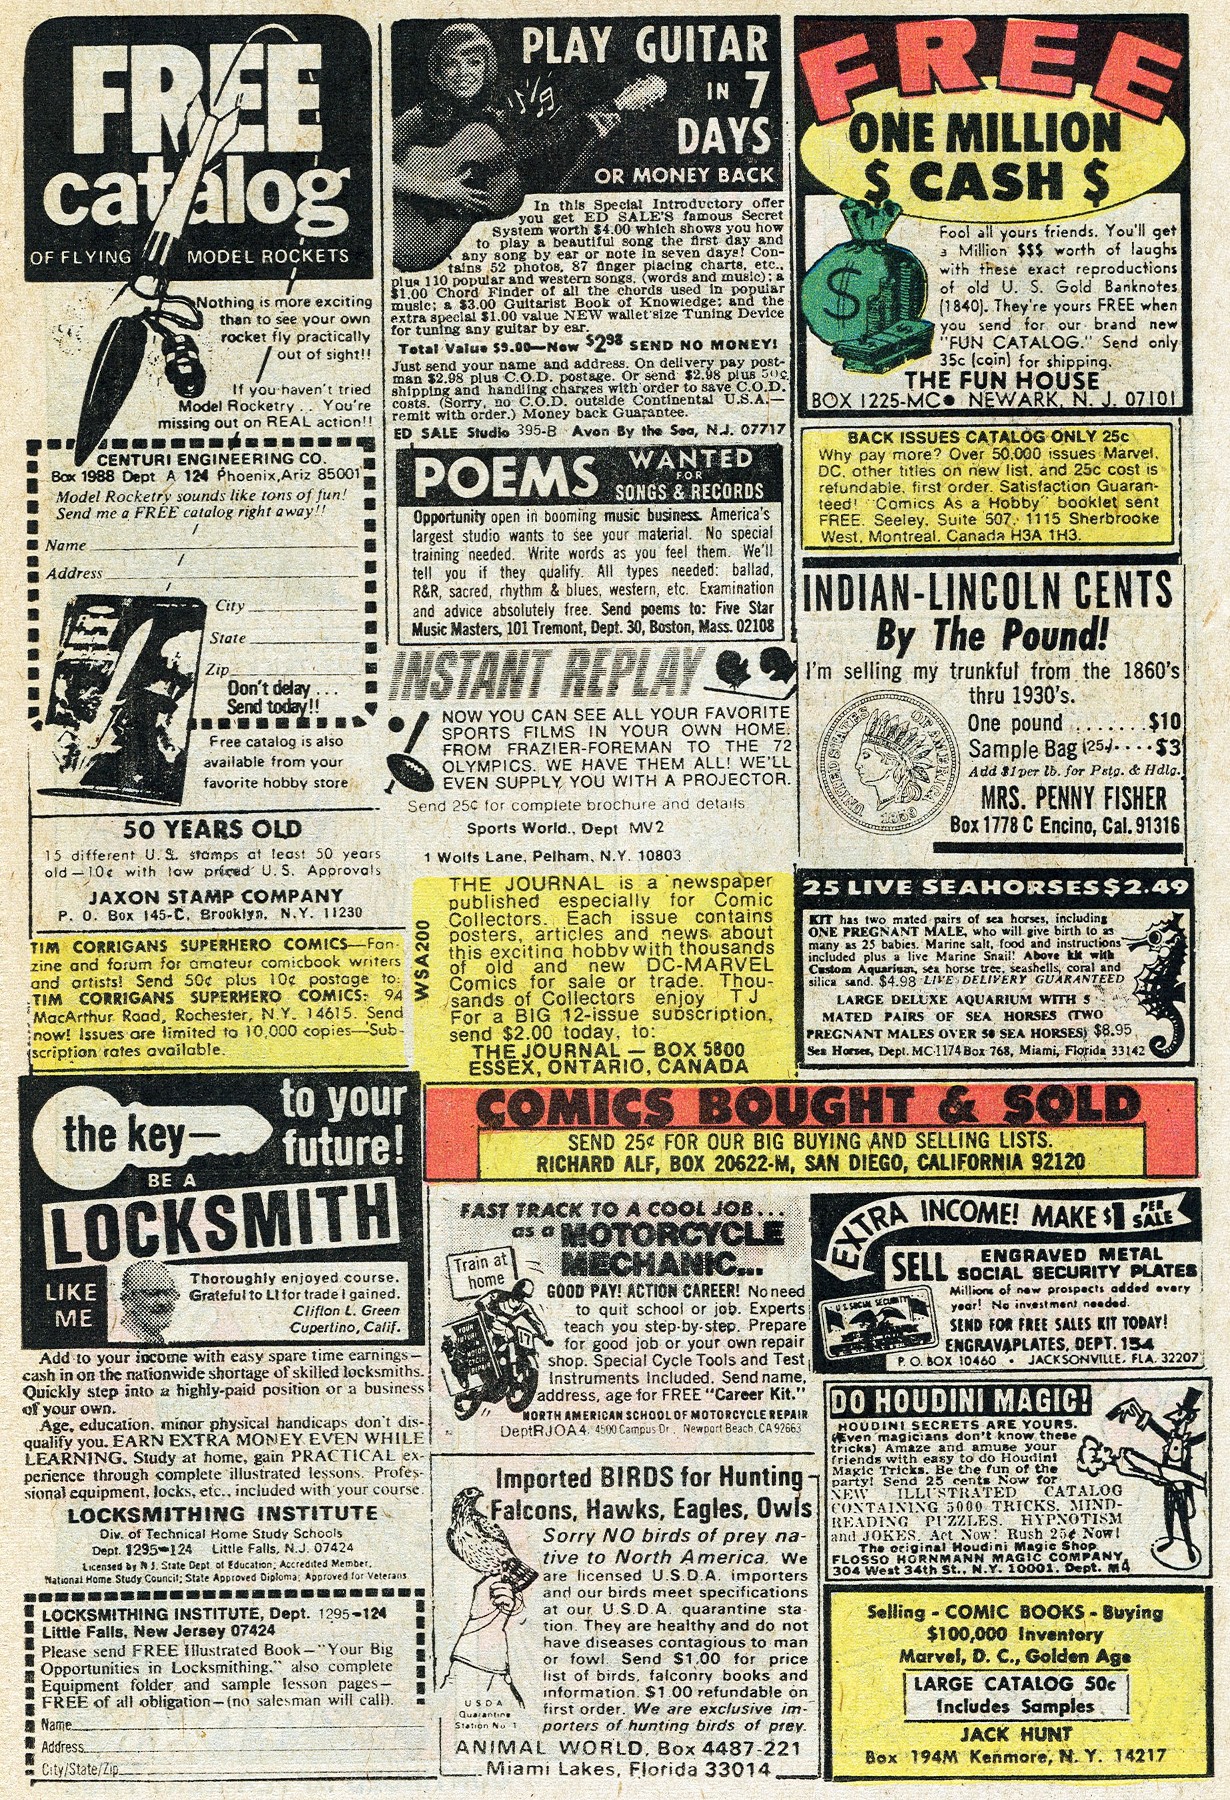 FREE
catalog
OF FLYING MODEL ROCKETS
Nothing is more exciting
than to see your own
rocket fly practically
out of sight!!
If you haven't tried
Model Rocketry . . You're
missing out on REAL action!!
CENTURI ENGINEERING CO.
Box 1988 Dept A 124 Phoenix, Ariz 85001
Model Rocketry sounds like tons of fun!
Send me a FREE catalog right away!!
Name
Address
City
State
Zip
Don't delay . . .
Send today!!
Free catalog is also
available from your
favorite hobby store
50 YEARS OLD
15 different U.S. stamps at least 50 years
old—10¢ with low priced U.S. Approvals
JAXON STAMP COMPANY
P. O. Box 145-C, Brooklyn, N.Y. 11230
TIM CORRIGANS SUPERHERO COMICS—Fan-
zine and forum for amateur comicbook writers
and artists! Send 50¢ plus 10¢ postage to:
TIM CORRIGANS SUPERHERO COMICS: 94
MacArthur Road, Rochester, N.Y. 14615. Send
now! Issues are limited to 10,000 copies—Sub-
scription rates available.
the key—
to your
future!
BE A
LOCKSMITH
LIKE
ME
Thoroughly enjoyed course.
Grateful to LI for trade I gained.
Clifton L. Green
Cupertino, Calif.
Add to your income with easy spare time earnings—
cash in on the nationwide shortage of skilled locksmiths.
Quickly step into a highly-paid position or a business
of your own.
Age, education, minor physical handicaps don't dis-
qualify you. EARN EXTRA MONEY EVEN WHILE
LEARNING. Study at home, gain PRACTICAL ex-
perience through complete illustrated lessons. Profes-
sional equipment, locks, etc., included with your course.
LOCKSMITHING INSTITUTE
Div. of Technical Home Study Schools
Dept. 1295-124 Little Falls, N.J. 07424
Licensed by N.J. State Dept of Education; Accredited Member,
National Home Study Council; State Approved Diploma; Approved for Veterans
LOCKSMITHING INSTITUTE, Dept. 1295-124
Little Falls, New Jersey 07424
Please send FREE Illustrated Book—"Your Big
Opportunities in Locksmithing," also complete
Equipment folder and sample lesson pages—
FREE of all obligation—(no salesman will call).
Name
Address
City/State/Zip
PLAY GUITAR
IN 7
DAYS
OR MONEY BACK
In this Special Introductory offer
you get ED SALE'S famous Secret
System worth $4.00 which shows you how
to play a beautiful song the first day and
any song by ear or note in seven days! Con-
tains 52 photos, 87 finger placing charts, etc.,
plus 110 popular and western songs, (words and music); a
$1.00 Chord Finder of all the chords used in popular
music; a $3.00 Guitarist Book of Knowledge; and the
extra special $1.00 value NEW wallet size Tuning Device
for tuning any guitar by ear.
Total Value $9.00—Now $2.98 SEND NO MONEY!
Just send your name and address. On delivery pay post-
man $2.98 plus C.O.D. postage. Or send $2.98 plus 50¢
shipping and handling charges with order to save C.O.D.
costs. (Sorry, no C.O.D. outside Continental U.S.A.—
remit with order.) Money back Guarantee.
ED SALE Studio 395-B Avon By the Sea, N.J. 07717
POEMS WANTED
FOR
SONGS & RECORDS
Opportunity open in booming music business. America's
largest studio wants to see your material. No special
training needed. Write words as you feel them. We'll
tell you if they qualify. All types needed: ballad,
R&R, sacred, rhythm & blues, western, etc. Examination
and advice absolutely free. Send poems to: Five Star
Music Masters, 101 Tremont, Dept. 30, Boston, Mass. 02108
INSTANT REPLAY
NOW YOU CAN SEE ALL YOUR FAVORITE
SPORTS FILMS IN YOUR OWN HOME.
FROM FRAZIER-FOREMAN TO THE 72
OLYMPICS. WE HAVE THEM ALL! WE'LL
EVEN SUPPLY YOU WITH A PROJECTOR.
Send 25¢ for complete brochure and details
Sports World., Dept MV2
1 Wolfs Lane, Pelham, N.Y. 10803
WSA200
THE JOURNAL is a newspaper
published especially for Comic
Collectors. Each issue contains
posters, articles and news about
this exciting hobby with thousands
of old and new DC-MARVEL
Comics for sale or trade. Thou-
sands of Collectors enjoy T J
For a BIG 12-issue subscription,
send $2.00 today, to:
THE JOURNAL — BOX 5800
ESSEX, ONTARIO, CANADA
FREE
ONE MILLION
$ CASH $
$
Fool all yours friends. You'll get
a Million $$$ worth of laughs
with these exact reproductions
of old U. S. Gold Banknotes
(1840). They're yours FREE when
you send for our brand new
"FUN CATALOG." Send only
35c (coin) for shipping.
THE FUN HOUSE
BOX 1225-MC● NEWARK, N. J. 07101
BACK ISSUES CATALOG ONLY 25c
Why pay more? Over 50,000 issues Marvel,
DC, other titles on new list, and 25c cost is
refundable, first order. Satisfaction Guaran-
teed! "Comics As a Hobby" booklet sent
FREE. Seeley, Suite 507, 1115 Sherbrooke
West, Montreal, Canada H3A 1H3.
INDIAN-LINCOLN CENTS
By The Pound!
I'm selling my trunkful from the 1860's
thru 1930's.
One pound ....... $10
Sample Bag (25) .... $3
Add $1 per lb. for Pstg. & Hdlg.
MRS. PENNY FISHER
Box 1778 C Encino, Cal. 91316
UNITED STATES OF AMERICA
1859
25 LIVE SEAHORSES $2.49
KIT has two mated pairs of sea horses, including
ONE PREGNANT MALE, who will give birth to as
many as 25 babies. Marine salt, food and instructions
included plus a live Marine Snail! Above kit with
Custom Aquarium, sea horse tree, seashells, coral and
silica sand. $4.98 LIVE DELIVERY GUARANTEED
LARGE DELUXE AQUARIUM WITH 5
MATED PAIRS OF SEA HORSES (TWO
PREGNANT MALES OVER 50 SEA HORSES) $8.95
Sea Horses, Dept. MC-1174 Box 768, Miami, Florida 33142
COMICS BOUGHT & SOLD
SEND 25¢ FOR OUR BIG BUYING AND SELLING LISTS.
RICHARD ALF, BOX 20622-M, SAN DIEGO, CALIFORNIA 92120
FAST TRACK TO A COOL JOB...
as a MOTORCYCLE
MECHANIC...
Train at
home
17
GOOD PAY! ACTION CAREER! No need
to quit school or job. Experts
teach you step-by-step. Prepare
for good job or your own repair
shop. Special Cycle Tools and Test
Instruments Included. Send name,
address, age for FREE "Career Kit."
NORTH AMERICAN SCHOOL OF MOTORCYCLE REPAIR
Dept RJOA4, 4500 Campus Dr., Newport Beach, CA 92663
Imported BIRDS for Hunting
Falcons, Hawks, Eagles, Owls
Sorry NO birds of prey na-
tive to North America. We
are licensed U.S.D.A. importers
and our birds meet specifications
at our U.S.D.A. quarantine sta-
tion. They are healthy and do not
have diseases contagious to man
or fowl. Send $1.00 for price
list of birds, falconry books and
information. $1.00 refundable on
first order. We are exclusive im-
porters of hunting birds of prey.
USDA
Quarantine
Station No. 1
ANIMAL WORLD, Box 4487-221
Miami Lakes, Florida 33014
EXTRA INCOME! MAKE $1 PER
SALE
SELL ENGRAVED METAL
SOCIAL SECURITY PLATES
U.S. SOCIAL SECURITY
Millions of new prospects added every
year! No investment needed.
SEND FOR FREE SALES KIT TODAY!
ENGRAVAPLATES, DEPT. 154
P.O. BOX 10460 • JACKSONVILLE, FLA. 32207
DO HOUDINI MAGIC!
HOUDINI SECRETS ARE YOURS.
(Even magicians don't know these
tricks) Amaze and amuse your
friends with easy to do Houdini
Magic Tricks. Be the fun of the
party! Send 25 cents Now for
NEW ILLUSTRATED CATALOG
CONTAINING 5000 TRICKS. MIND-
READING PUZZLES, HYPNOTISM
and JOKES. Act Now! Rush 25¢ Now!
The original Houdini Magic Shop
FLOSSO HORNMANN MAGIC COMPANY,
304 West 34th St., N.Y. 10001, Dept. M4
Selling - COMIC BOOKS - Buying
$100,000 Inventory
Marvel, D. C., Golden Age
LARGE CATALOG 50¢
Includes Samples
JACK HUNT
Box 194M Kenmore, N. Y. 14217